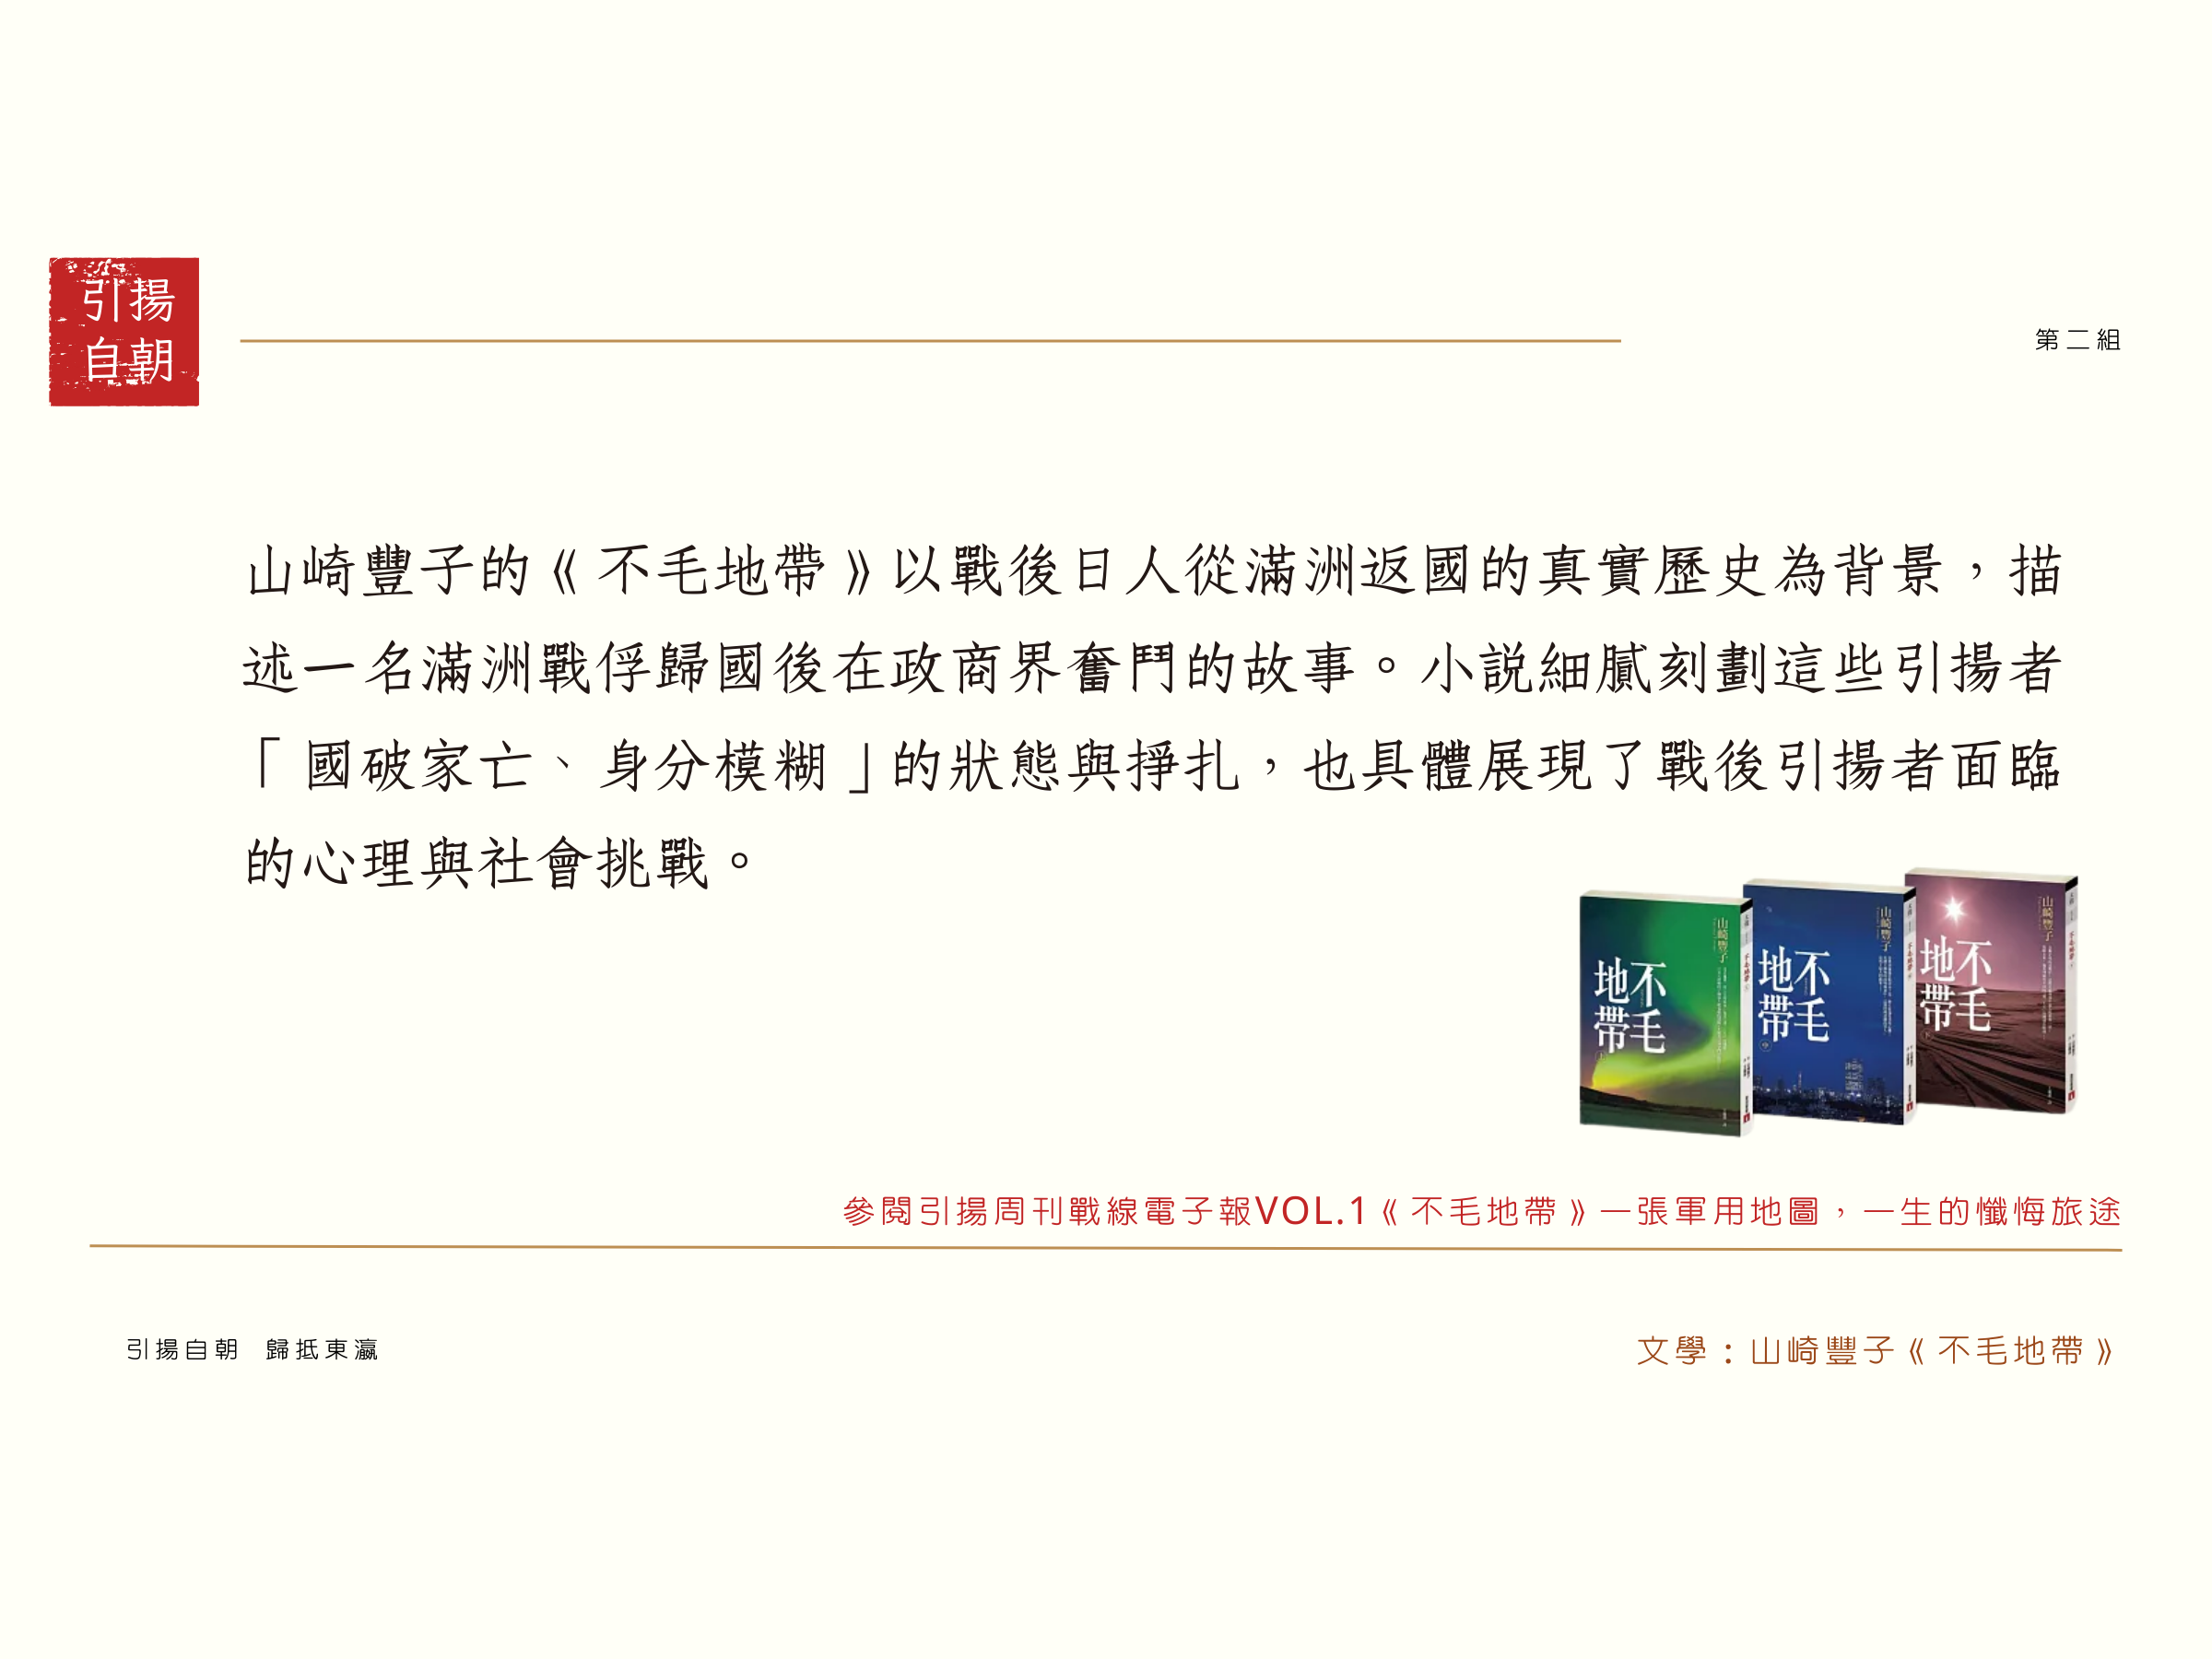 引揚
自朝
第二組
山崎豐子的《不毛地帶》以戰後日人從滿洲返國的真實歷史為背景，描
述一名滿洲戰俘歸國後在政商界奮鬥的故事。小說細膩刻劃這些引揚者
「國破家亡、身分模糊」的狀態與掙扎，也具體展現了戰後引揚者面臨
的心理與社會挑戰。
山崎豐子
不毛
地帶
山崎豐子
不毛
地帶
中
山崎豐子
不毛
地帶
下
參閱引揚周刊戰線電子報VOL.1《不毛地帶》一張軍用地圖，一生的懺悔旅途
引揚自朝 歸抵東瀛
文學：山崎豐子《不毛地帶》